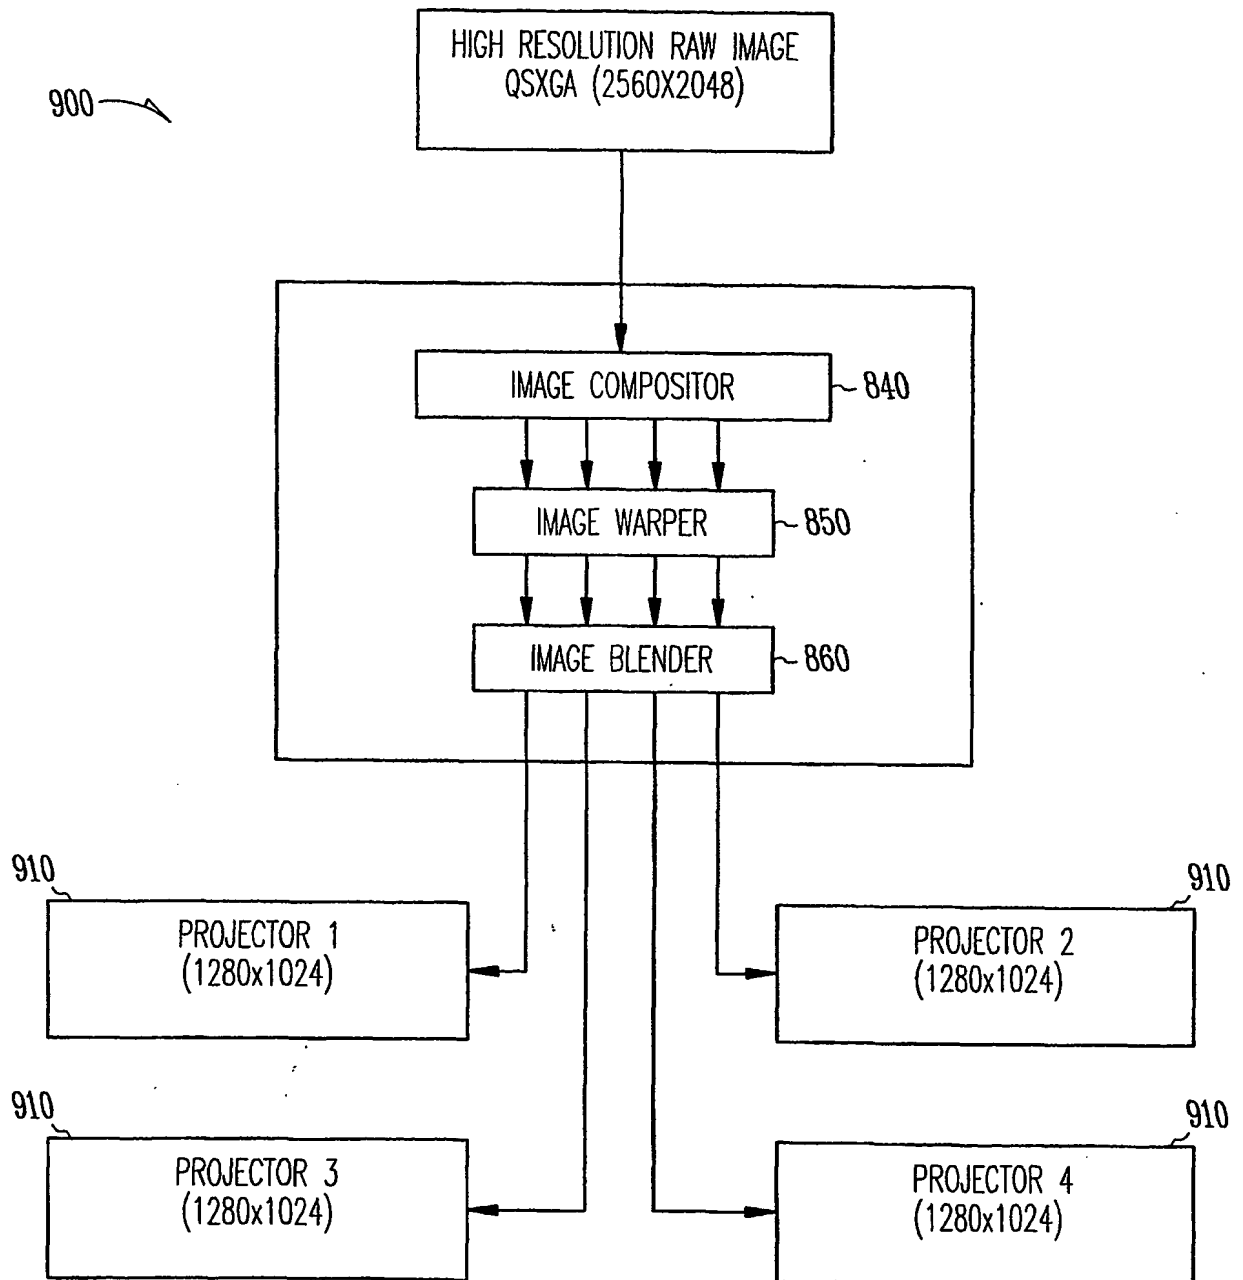 HIGH RESOLUTION RAW IMAGE
QSXGA (2560X2048)
900
IMAGE COMPOSITOR
840
IMAGE WARPER
850
IMAGE BLENDER
860
910
PROJECTOR 1
(1280x1024)
910
PROJECTOR 2
(1280x1024)
910
PROJECTOR 3
(1280x1024)
910
PROJECTOR 4
(1280x1024)